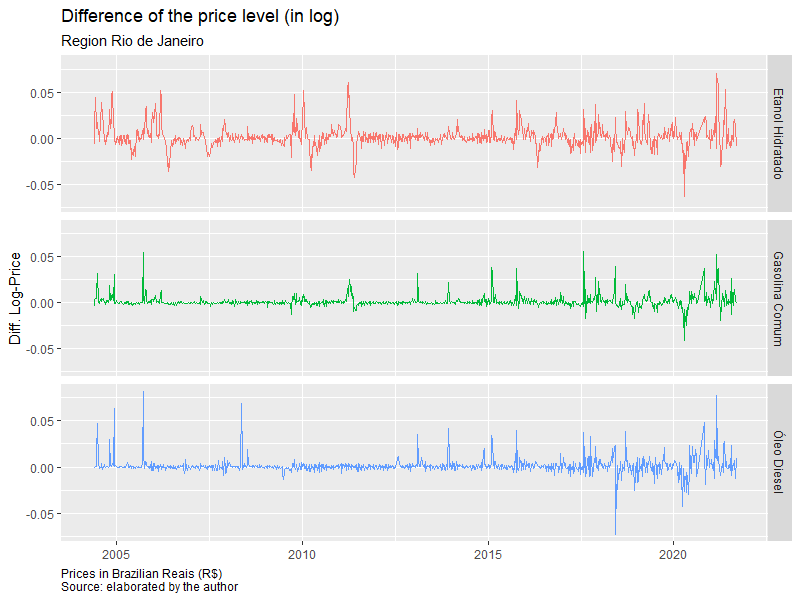 Difference of the price level (in log)
Region Rio de Janeiro
Diff. Log-Price
0.05
0.00
-0.05
Etanol Hidratado
0.05
0.00
-0.05
Gasolina Comum
0.05
0.00
-0.05
Óleo Diesel
2005 2010 2015 2020
Prices in Brazilian Reais (R$)
Source: elaborated by the author